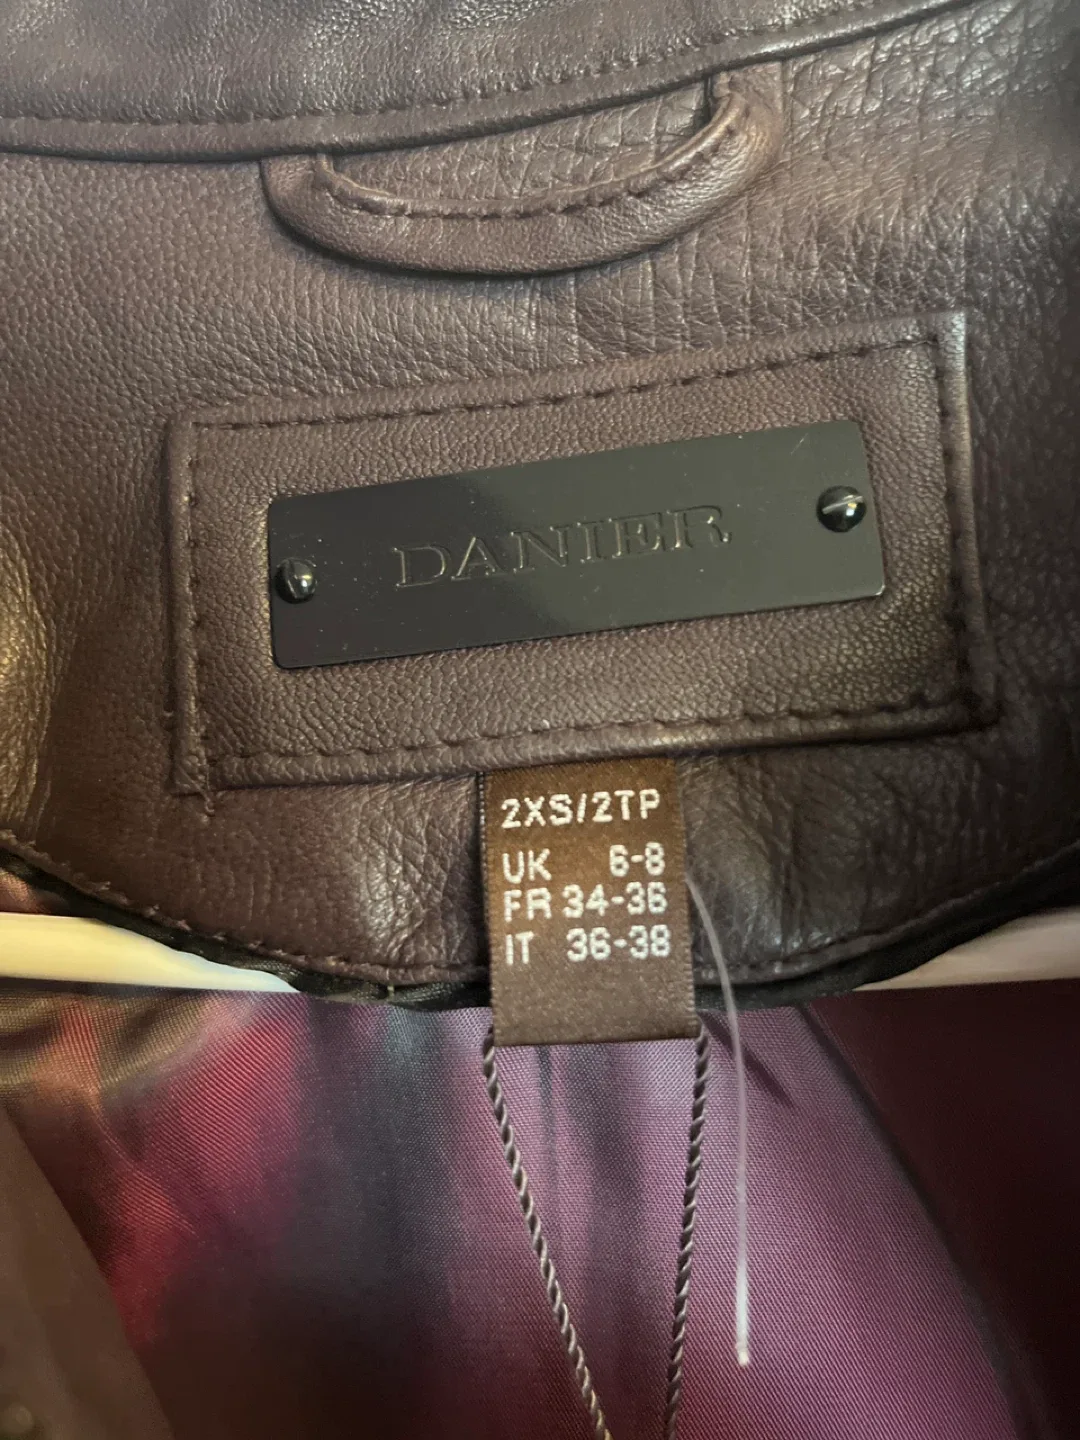 DANIER
2XS/2TP
UK 6-8
FR 34-36
IT 36-38